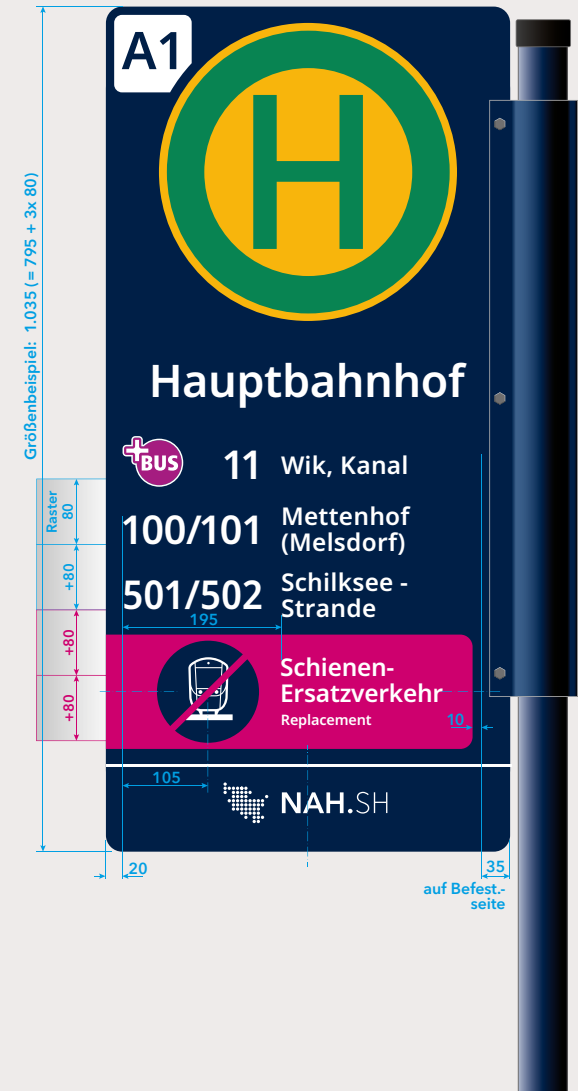 A1
H
Größenbeispiel: 1.035 (= 795 + 3x 80)
Hauptbahnhof
BUS 11 Wik, Kanal
Raster
80
100/101 Mettenhof
(Melsdorf)
+80
501/502 Schilksee -
Strande
195
+80
Schienen-
Ersatzverkehr
Replacement
10
+80
105
NAH.SH
20
35
auf Befest.-
seite